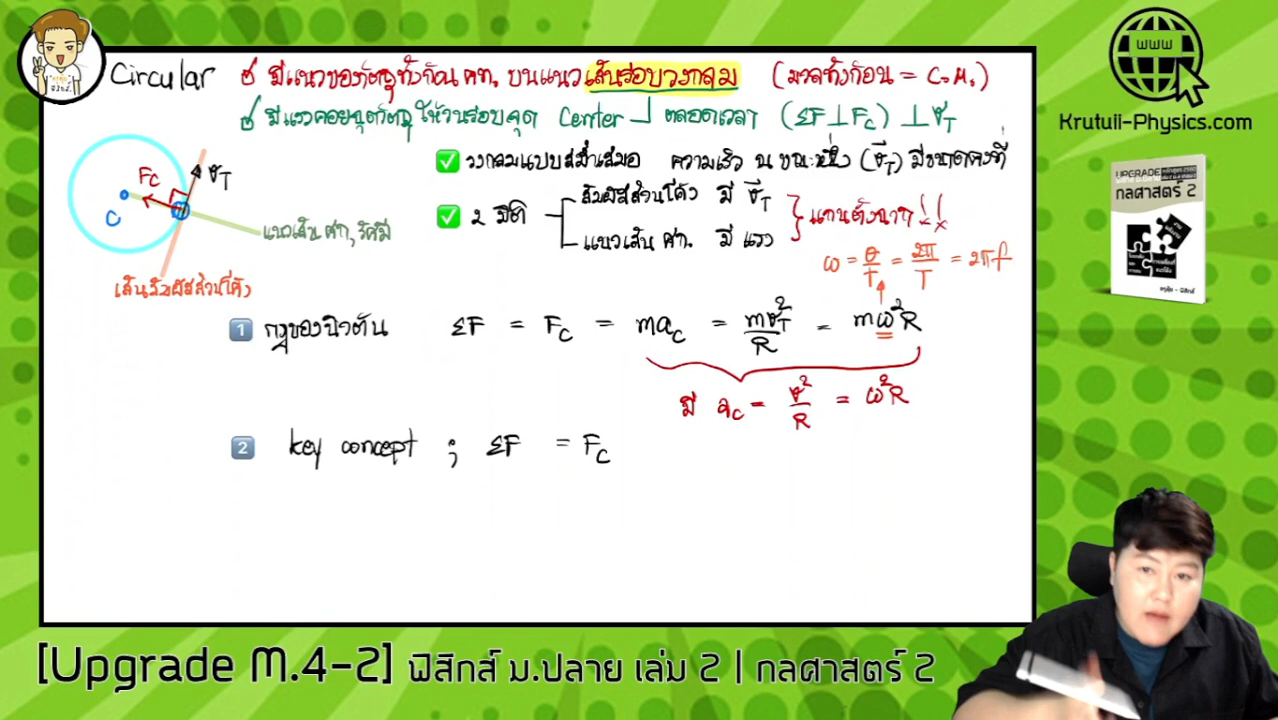 Circular มีแนวของวัตถุทั้งก้อน คท. บนแนว เส้นรอบวงกลม (มวลทั้งก้อน = C.M.)
มีแรงคอยฉุดวัตถุ ให้วนรอบจุด Center ตลอดเวลา (ΣF ⊥ Fc) ⊥ vT
www
Krutuii-Physics.com
✅ วงกลมแบบสม่ำเสมอ ความเร็ว ณ ขณะหนึ่ง (vT) มีขนาดคงที่
Fc
vT
C
แนวเส้น ศก, รัศมี
เส้นสัมผัสส่วนโค้ง
✅ 2 มิติ
สัมผัสส่วนโค้ง มี vT
แนวเส้น ศก. มี แรง
แกนตั้งฉาก
ω = θ/T = 2π/T = 2πf
UPGRADE
กลศาสตร์ 2
1 กฎของนิวตัน ΣF = Fc = mac = mvT²/R = mω²R
มี ac = v²/R = ω²R
2 key concept ; ΣF = Fc
[Upgrade M.4-2] ฟิสิกส์ ม.ปลาย เล่ม 2 | กลศาสตร์ 2